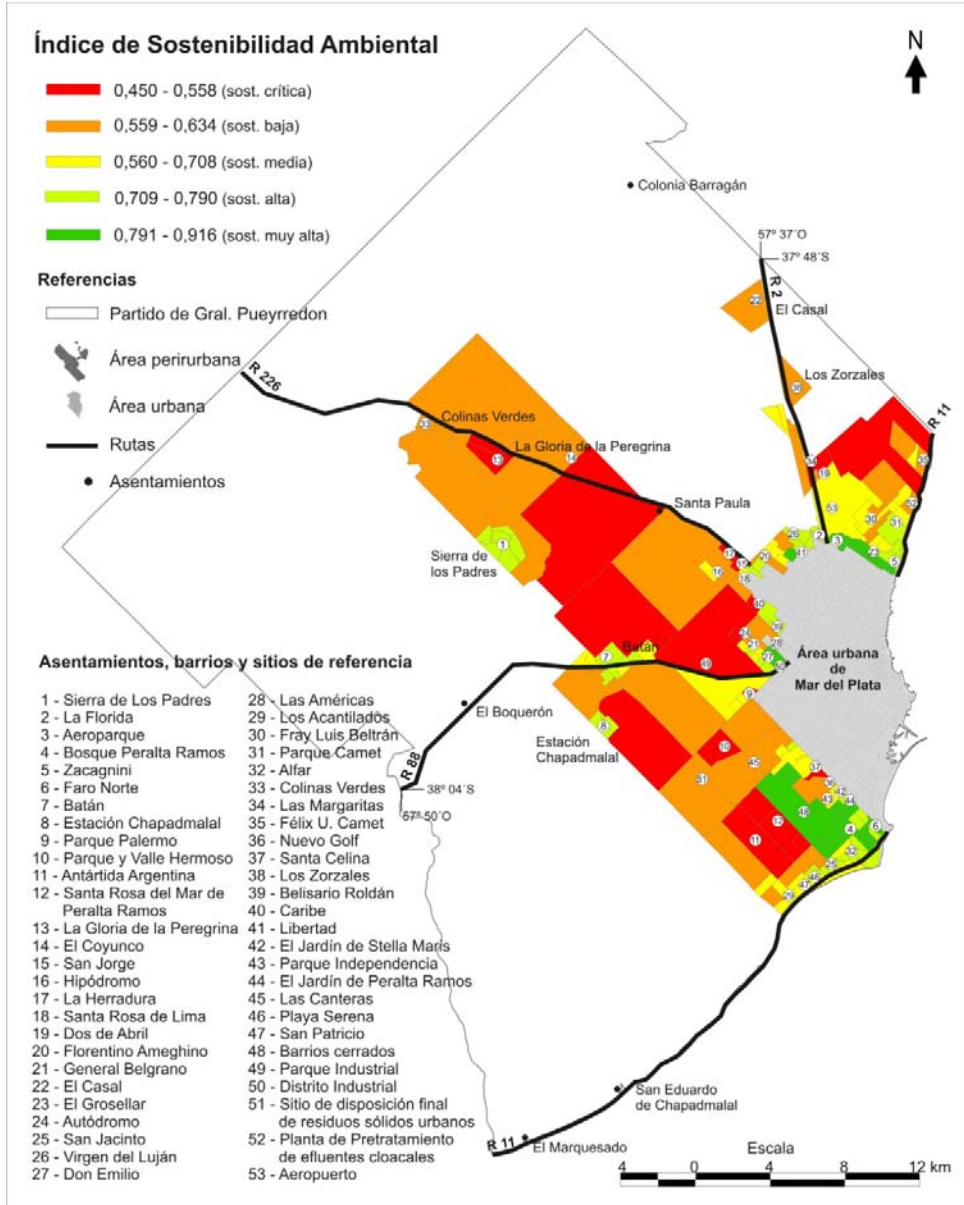 Índice de Sostenibilidad Ambiental
N
0,450 - 0,558 (sost. crítica)
0,559 - 0,634 (sost. baja)
0,560 - 0,708 (sost. media)
0,709 - 0,790 (sost. alta)
0,791 - 0,916 (sost. muy alta)
Referencias
Partido de Gral. Pueyrredon
Área perirurbana
Área urbana
Rutas
Asentamientos
Colonia Barragán
57º 37´O
37º 48´S
R 2
El Casal
Los Zorzales
R 11
R 226
Colinas Verdes
La Gloria de la Peregrina
Santa Paula
Sierra de
los Padres
Batán
Área urbana
de
Mar del Plata
El Boquerón
Estación
Chapadmalal
R 88
38º 04´S
57º 50´O
San Eduardo
de Chapadmalal
R 11
El Marquesado
Asentamientos, barrios y sitios de referencia
1 - Sierra de Los Padres
2 - La Florida
3 - Aeroparque
4 - Bosque Peralta Ramos
5 - Zacagnini
6 - Faro Norte
7 - Batán
8 - Estación Chapadmalal
9 - Parque Palermo
10 - Parque y Valle Hermoso
11 - Antártida Argentina
12 - Santa Rosa del Mar de
Peralta Ramos
13 - La Gloria de la Peregrina
14 - El Coyunco
15 - San Jorge
16 - Hipódromo
17 - La Herradura
18 - Santa Rosa de Lima
19 - Dos de Abril
20 - Florentino Ameghino
21 - General Belgrano
22 - El Casal
23 - El Grosellar
24 - Autódromo
25 - San Jacinto
26 - Virgen del Luján
27 - Don Emilio
28 - Las Américas
29 - Los Acantilados
30 - Fray Luis Beltrán
31 - Parque Camet
32 - Alfar
33 - Colinas Verdes
34 - Las Margaritas
35 - Félix U. Camet
36 - Nuevo Golf
37 - Santa Celina
38 - Los Zorzales
39 - Belisario Roldán
40 - Caribe
41 - Libertad
42 - El Jardín de Stella Maris
43 - Parque Independencia
44 - El Jardín de Peralta Ramos
45 - Las Canteras
46 - Playa Serena
47 - San Patricio
48 - Barrios cerrados
49 - Parque Industrial
50 - Distrito Industrial
51 - Sitio de disposición final
de residuos sólidos urbanos
52 - Planta de Pretratamiento
de efluentes cloacales
53 - Aeropuerto
Escala
4 0 4 8 12 km